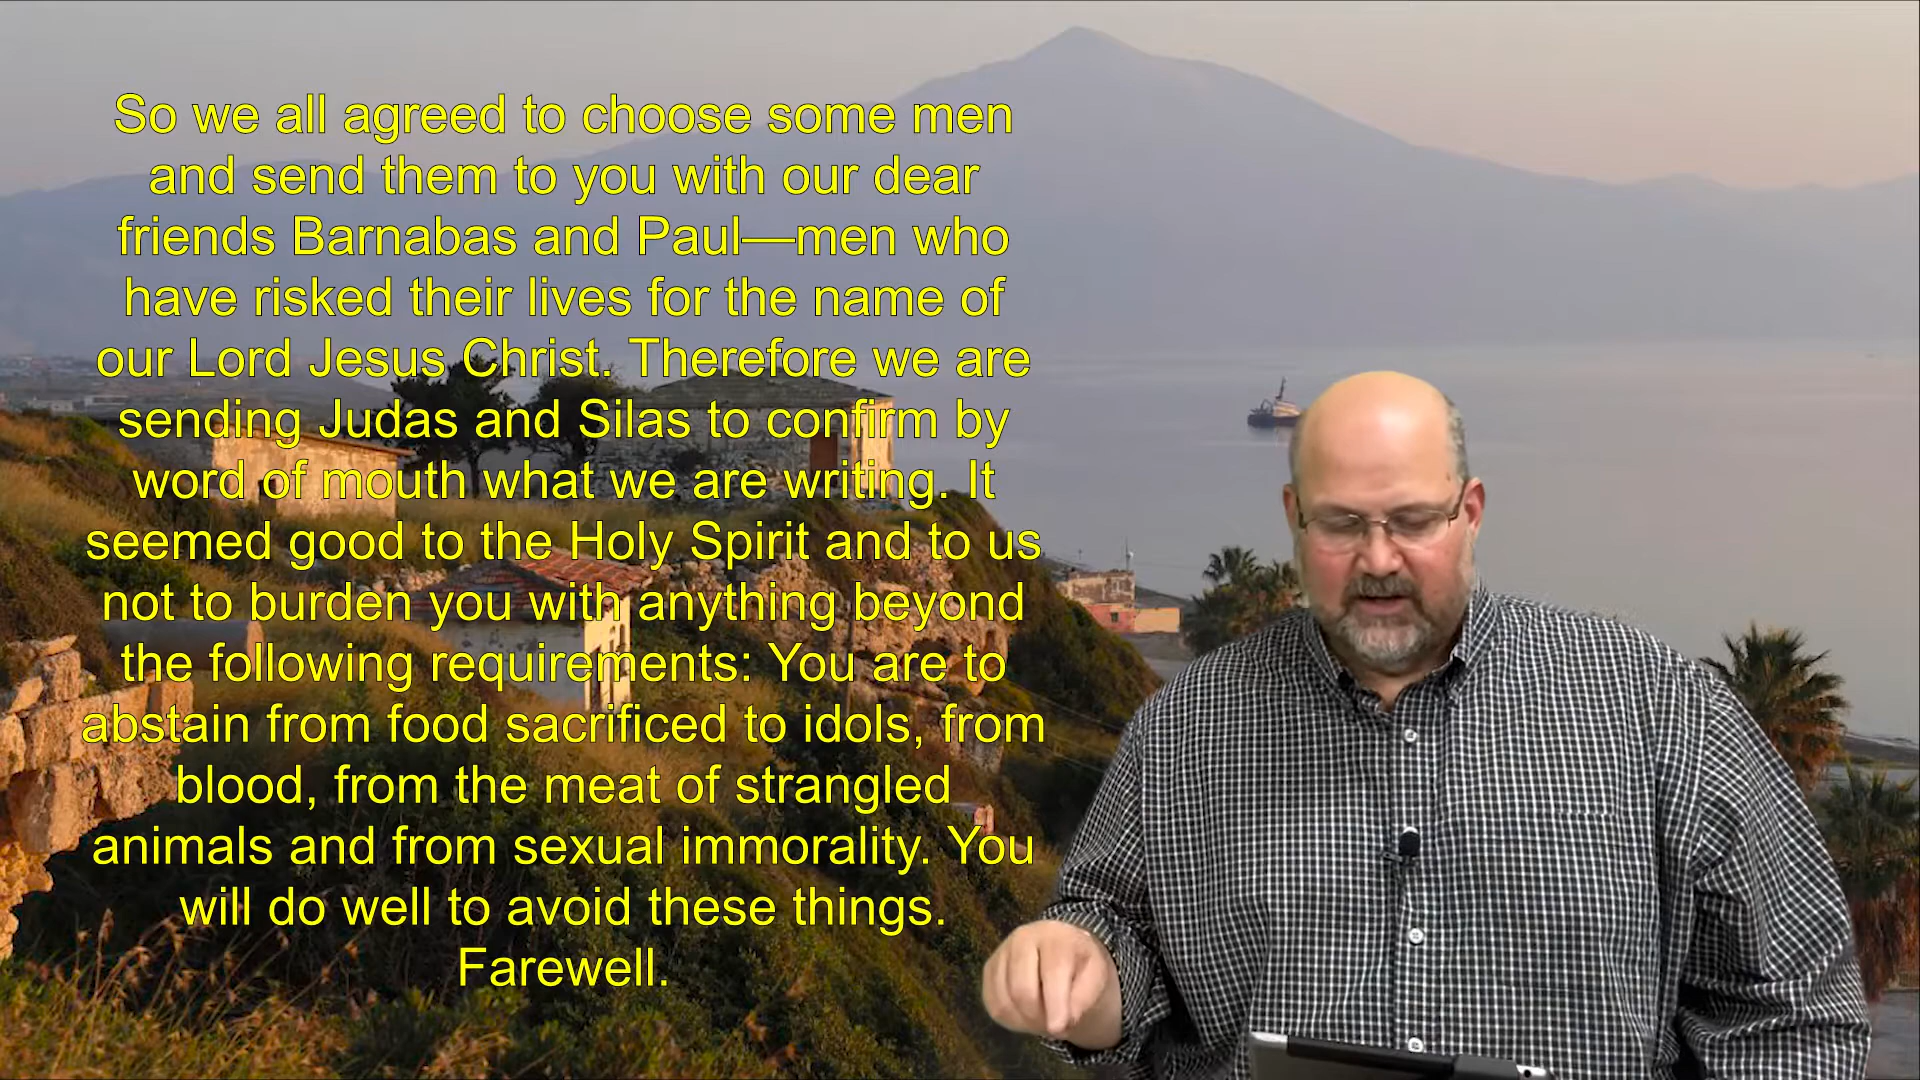 So we all agreed to choose some men
and send them to you with our dear
friends Barnabas and Paul—men who
have risked their lives for the name of
our Lord Jesus Christ. Therefore we are
sending Judas and Silas to confirm by
word of mouth what we are writing. It
seemed good to the Holy Spirit and to us
not to burden you with anything beyond
the following requirements: You are to
abstain from food sacrificed to idols, from
blood, from the meat of strangled
animals and from sexual immorality. You
will do well to avoid these things.
Farewell.